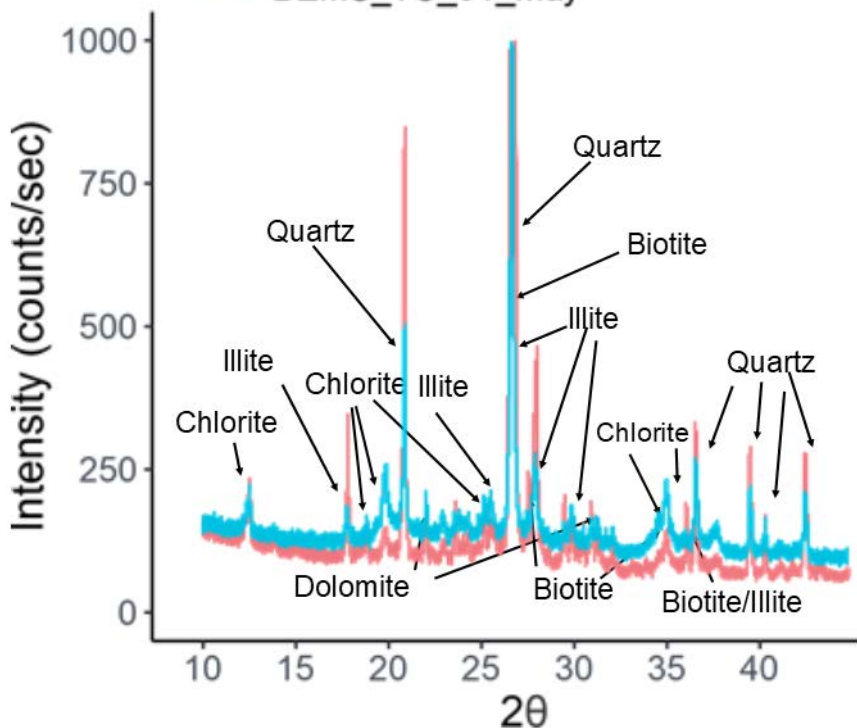 1000
Quartz
750
Biotite
Quartz
Illite
500
Illite
Quartz
Chlorite
Illite
Chlorite
Chlorite
250
Dolomite
Biotite
Biotite/Illite
0
10 15 20 25 30 35 40
2θ
Intensity (counts/sec)